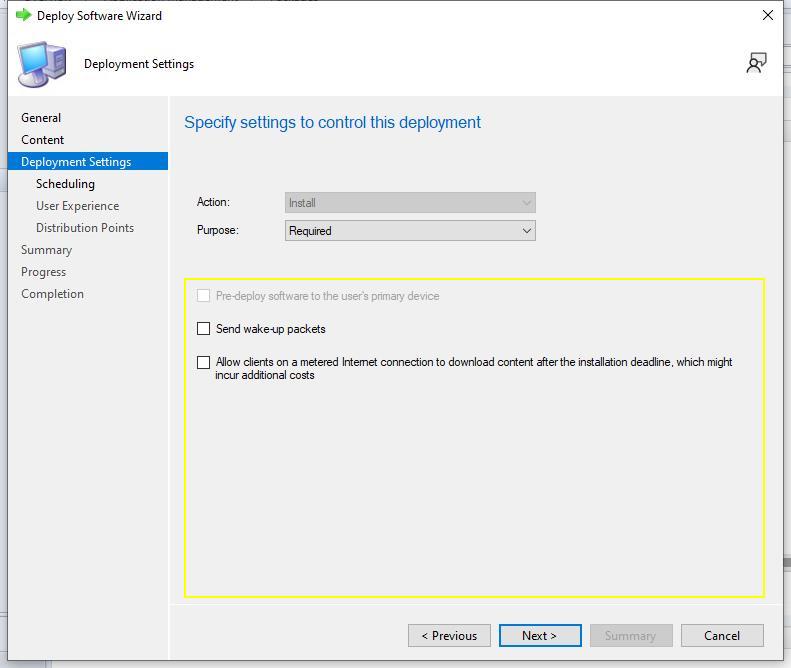 Deploy Software Wizard
Deployment Settings
General
Content
Deployment Settings
Scheduling
User Experience
Distribution Points
Summary
Progress
Completion
Specify settings to control this deployment
Action: Install
Purpose: Required
Pre-deploy software to the user's primary device
Send wake-up packets
Allow clients on a metered Internet connection to download content after the installation deadline, which might
incur additional costs
< Previous Next > Summary Cancel